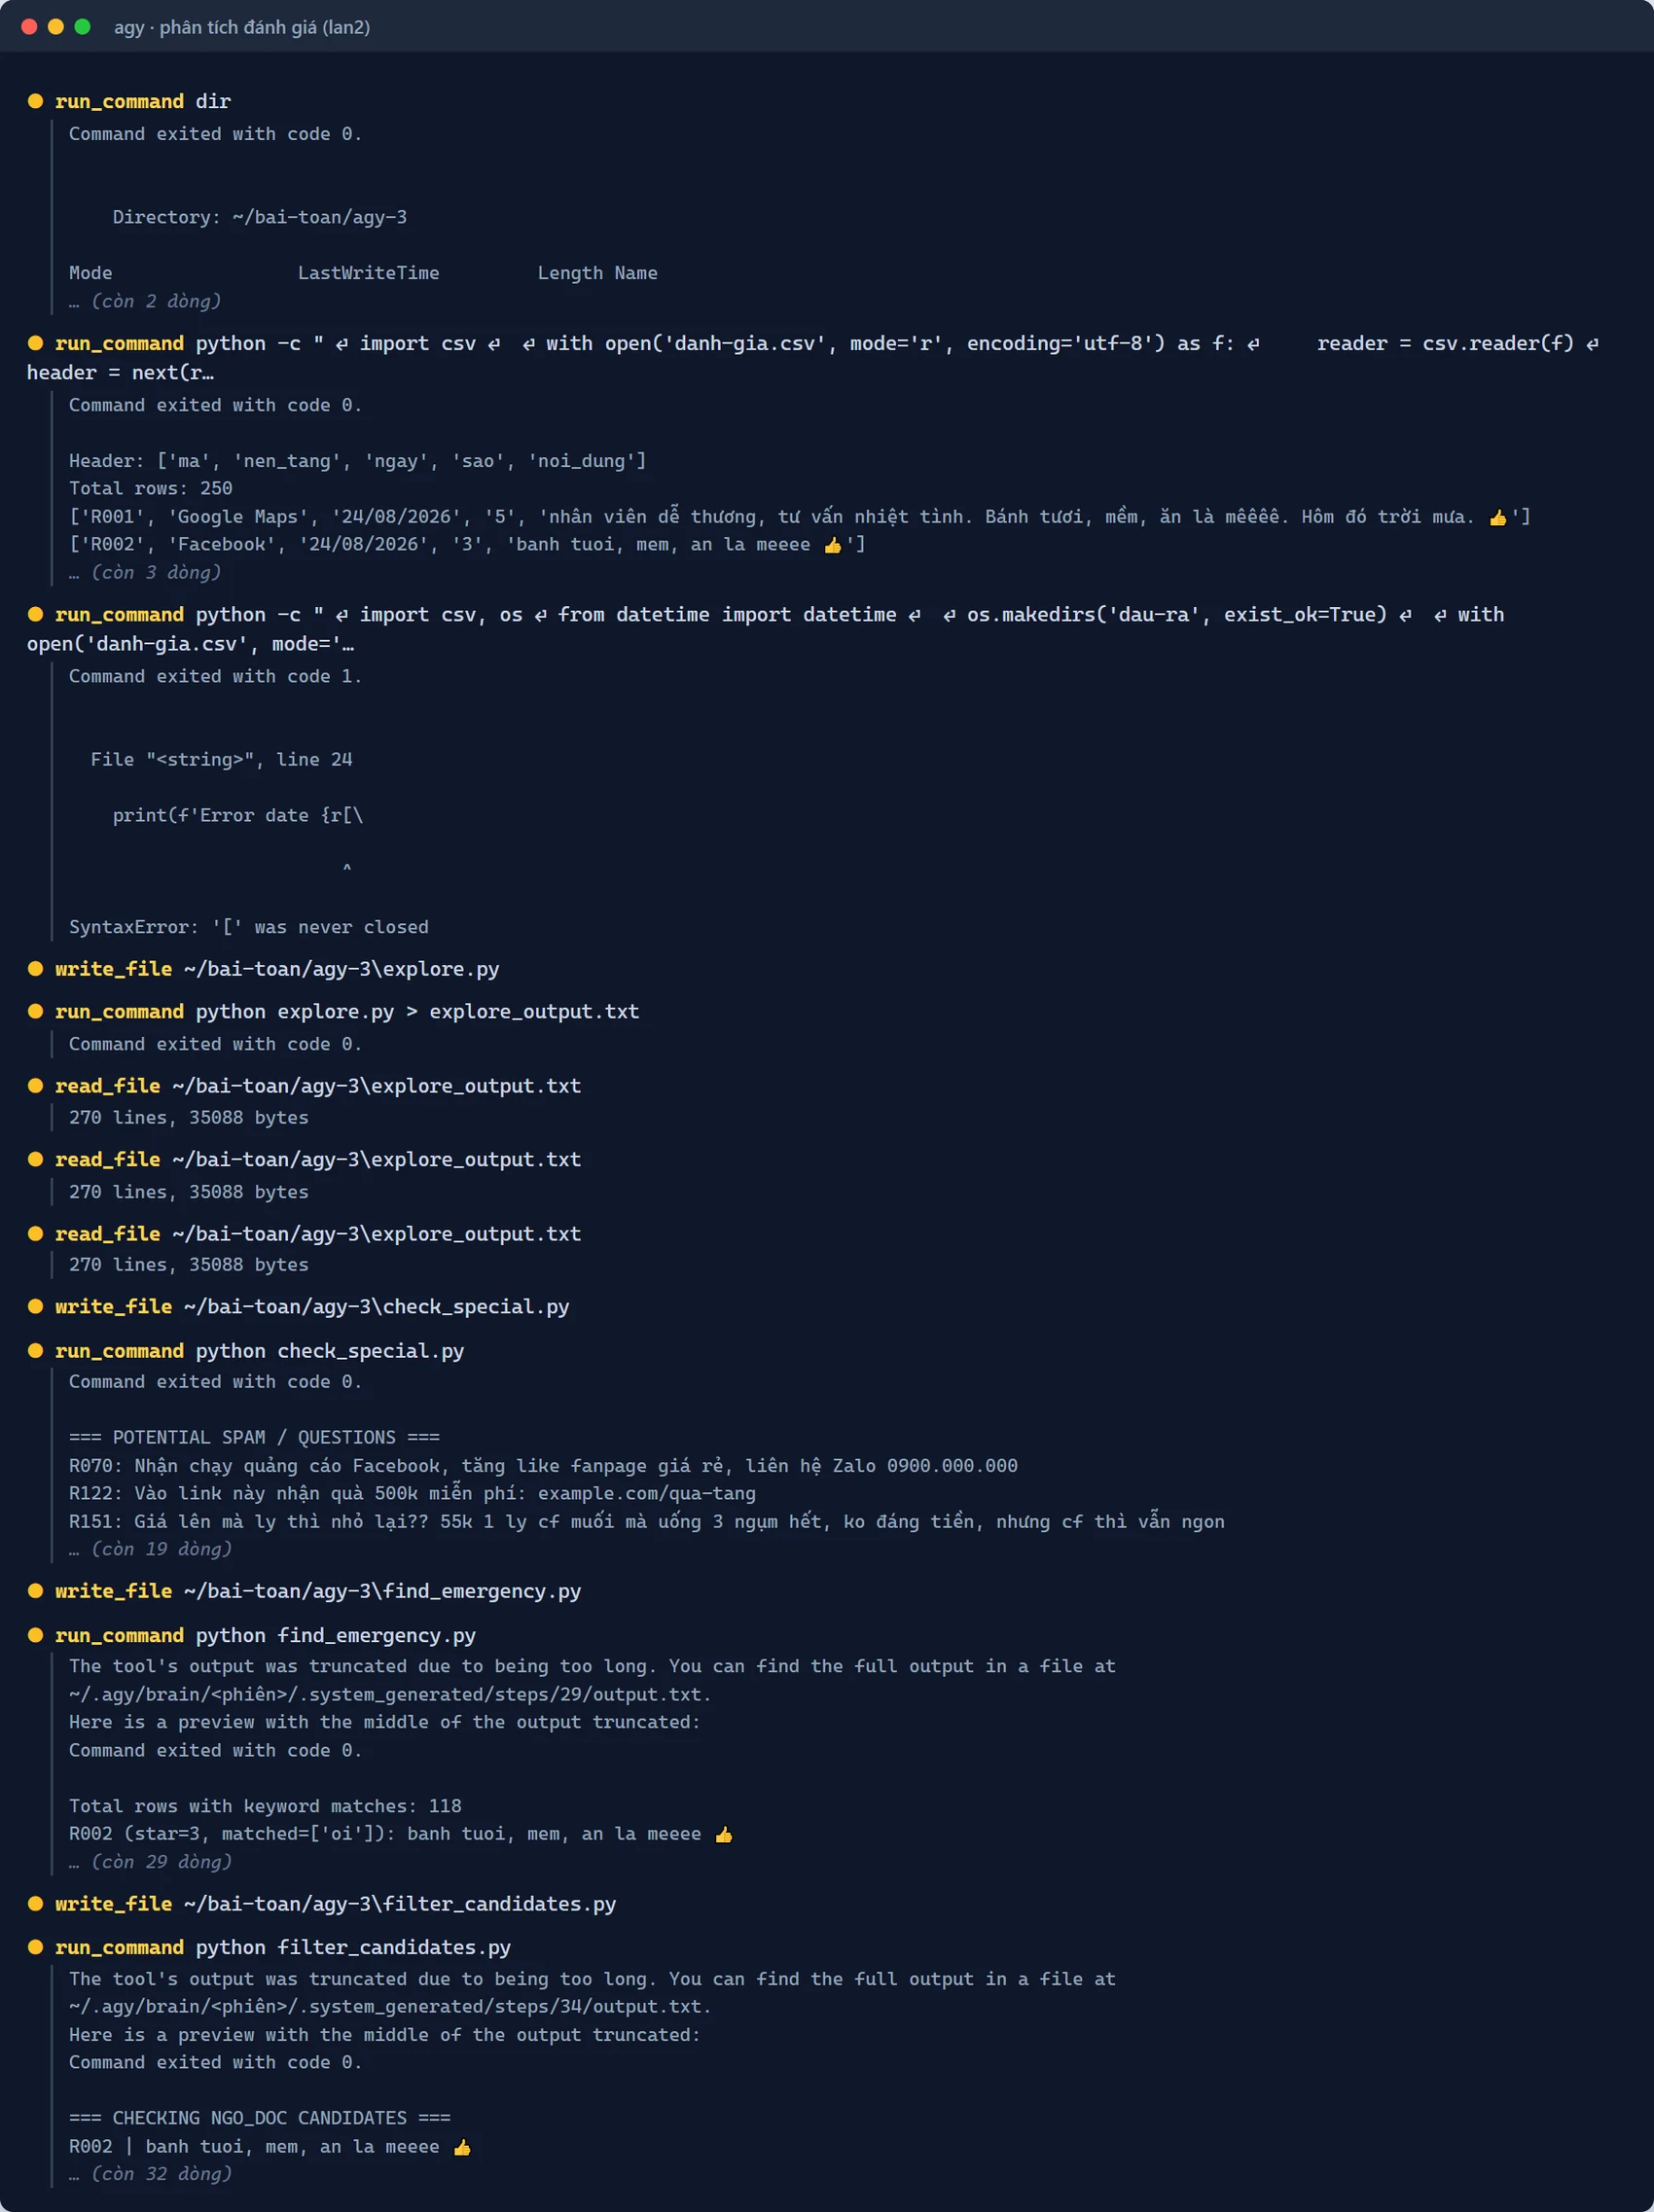 agy · phân tích đánh giá (lan2)
● run_command dir
Command exited with code 0.
Directory: ~/bai-toan/agy-3
Mode                 LastWriteTime         Length Name
… (còn 2 dòng)
● run_command python -c " ⏎ import csv ⏎  ⏎ with open('danh-gia.csv', mode='r', encoding='utf-8') as f: ⏎     reader = csv.reader(f) ⏎
header = next(r…
Command exited with code 0.
Header: ['ma', 'nen_tang', 'ngay', 'sao', 'noi_dung']
Total rows: 250
['R001', 'Google Maps', '24/08/2026', '5', 'nhân viên dễ thương, tư vấn nhiệt tình. Bánh tươi, mềm, ăn là mêêêê. Hôm đó trời mưa. 👍']
['R002', 'Facebook', '24/08/2026', '3', 'banh tuoi, mem, an la meeee 👍']
… (còn 3 dòng)
● run_command python -c " ⏎ import csv, os ⏎ from datetime import datetime ⏎  ⏎ os.makedirs('dau-ra', exist_ok=True) ⏎  ⏎ with
open('danh-gia.csv', mode='…
Command exited with code 1.
File "<string>", line 24
print(f'Error date {r[\
^
SyntaxError: '[' was never closed
● write_file ~/bai-toan/agy-3\explore.py
● run_command python explore.py > explore_output.txt
Command exited with code 0.
● read_file ~/bai-toan/agy-3\explore_output.txt
270 lines, 35088 bytes
● read_file ~/bai-toan/agy-3\explore_output.txt
270 lines, 35088 bytes
● read_file ~/bai-toan/agy-3\explore_output.txt
270 lines, 35088 bytes
● write_file ~/bai-toan/agy-3\check_special.py
● run_command python check_special.py
Command exited with code 0.
=== POTENTIAL SPAM / QUESTIONS ===
R070: Nhận chạy quảng cáo Facebook, tăng like fanpage giá rẻ, liên hệ Zalo 0900.000.000
R122: Vào link này nhận quà 500k miễn phí: example.com/qua-tang
R151: Giá lên mà ly thì nhỏ lại?? 55k 1 ly cf muối mà uống 3 ngụm hết, ko đáng tiền, nhưng cf thì vẫn ngon
… (còn 19 dòng)
● write_file ~/bai-toan/agy-3\find_emergency.py
● run_command python find_emergency.py
The tool's output was truncated due to being too long. You can find the full output in a file at
~/.agy/brain/<phiên>/.system_generated/steps/29/output.txt.
Here is a preview with the middle of the output truncated:
Command exited with code 0.
Total rows with keyword matches: 118
R002 (star=3, matched=['oi']): banh tuoi, mem, an la meeee 👍
… (còn 29 dòng)
● write_file ~/bai-toan/agy-3\filter_candidates.py
● run_command python filter_candidates.py
The tool's output was truncated due to being too long. You can find the full output in a file at
~/.agy/brain/<phiên>/.system_generated/steps/34/output.txt.
Here is a preview with the middle of the output truncated:
Command exited with code 0.
=== CHECKING NGO_DOC CANDIDATES ===
R002 | banh tuoi, mem, an la meeee 👍
… (còn 32 dòng)